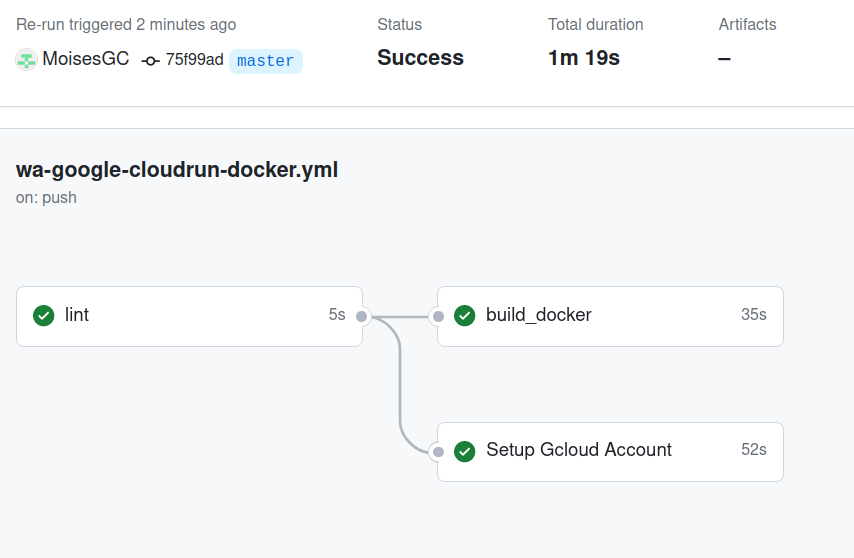 Re-run triggered 2 minutes ago
Status
Total duration
Artifacts
MoisesGC 75f99ad master
Success
1m 19s
–
wa-google-cloudrun-docker.yml
on: push
lint 5s
build_docker 35s
Setup Gcloud Account 52s